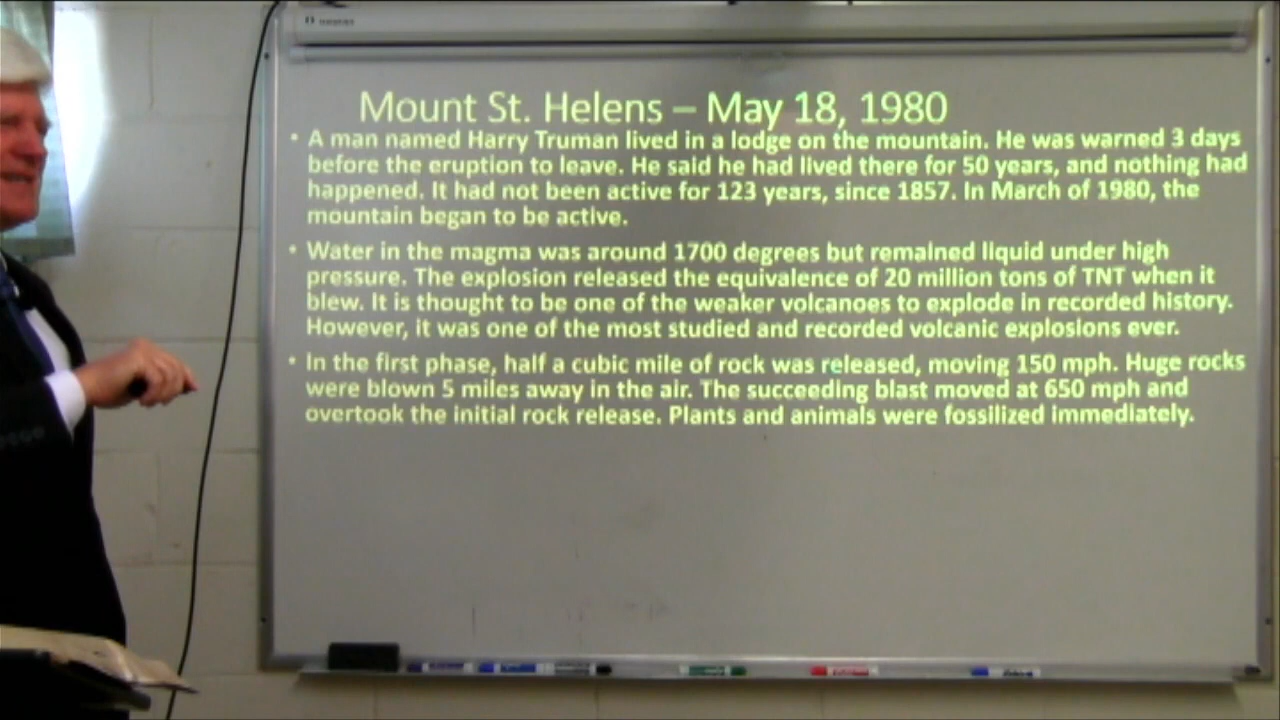 Mount St. Helens – May 18, 1980
• A man named Harry Truman lived in a lodge on the mountain. He was warned 3 days
before the eruption to leave. He said he had lived there for 50 years, and nothing had
happened. It had not been active for 123 years, since 1857. In March of 1980, the
mountain began to be active.
• Water in the magma was around 1700 degrees but remained liquid under high
pressure. The explosion released the equivalence of 20 million tons of TNT when it
blew. It is thought to be one of the weaker volcanoes to explode in recorded history.
However, it was one of the most studied and recorded volcanic explosions ever.
• In the first phase, half a cubic mile of rock was released, moving 150 mph. Huge rocks
were blown 5 miles away in the air. The succeeding blast moved at 650 mph and
overtook the initial rock release. Plants and animals were fossilized immediately.